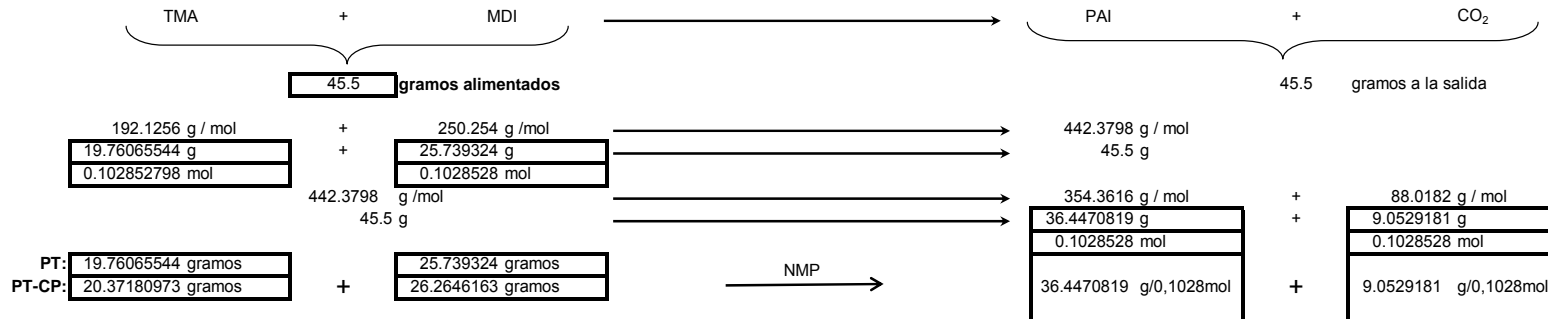 TMA + MDI PAI + CO₂
45.5 gramos alimentados 45.5 gramos a la salida
192.1256 g / mol + 250.254 g /mol 442.3798 g / mol
19.76065544 g + 25.739324 g 45.5 g
0.102852798 mol 0.1028528 mol
442.3798 g /mol 354.3616 g / mol + 88.0182 g / mol
45.5 g 36.4470819 g + 9.0529181 g
0.1028528 mol 0.1028528 mol
PT: 19.76065544 gramos 25.739324 gramos
PT-CP: 20.37180973 gramos + 26.2646163 gramos NMP 36.4470819 g/0,1028mol + 9.0529181 g/0,1028mol